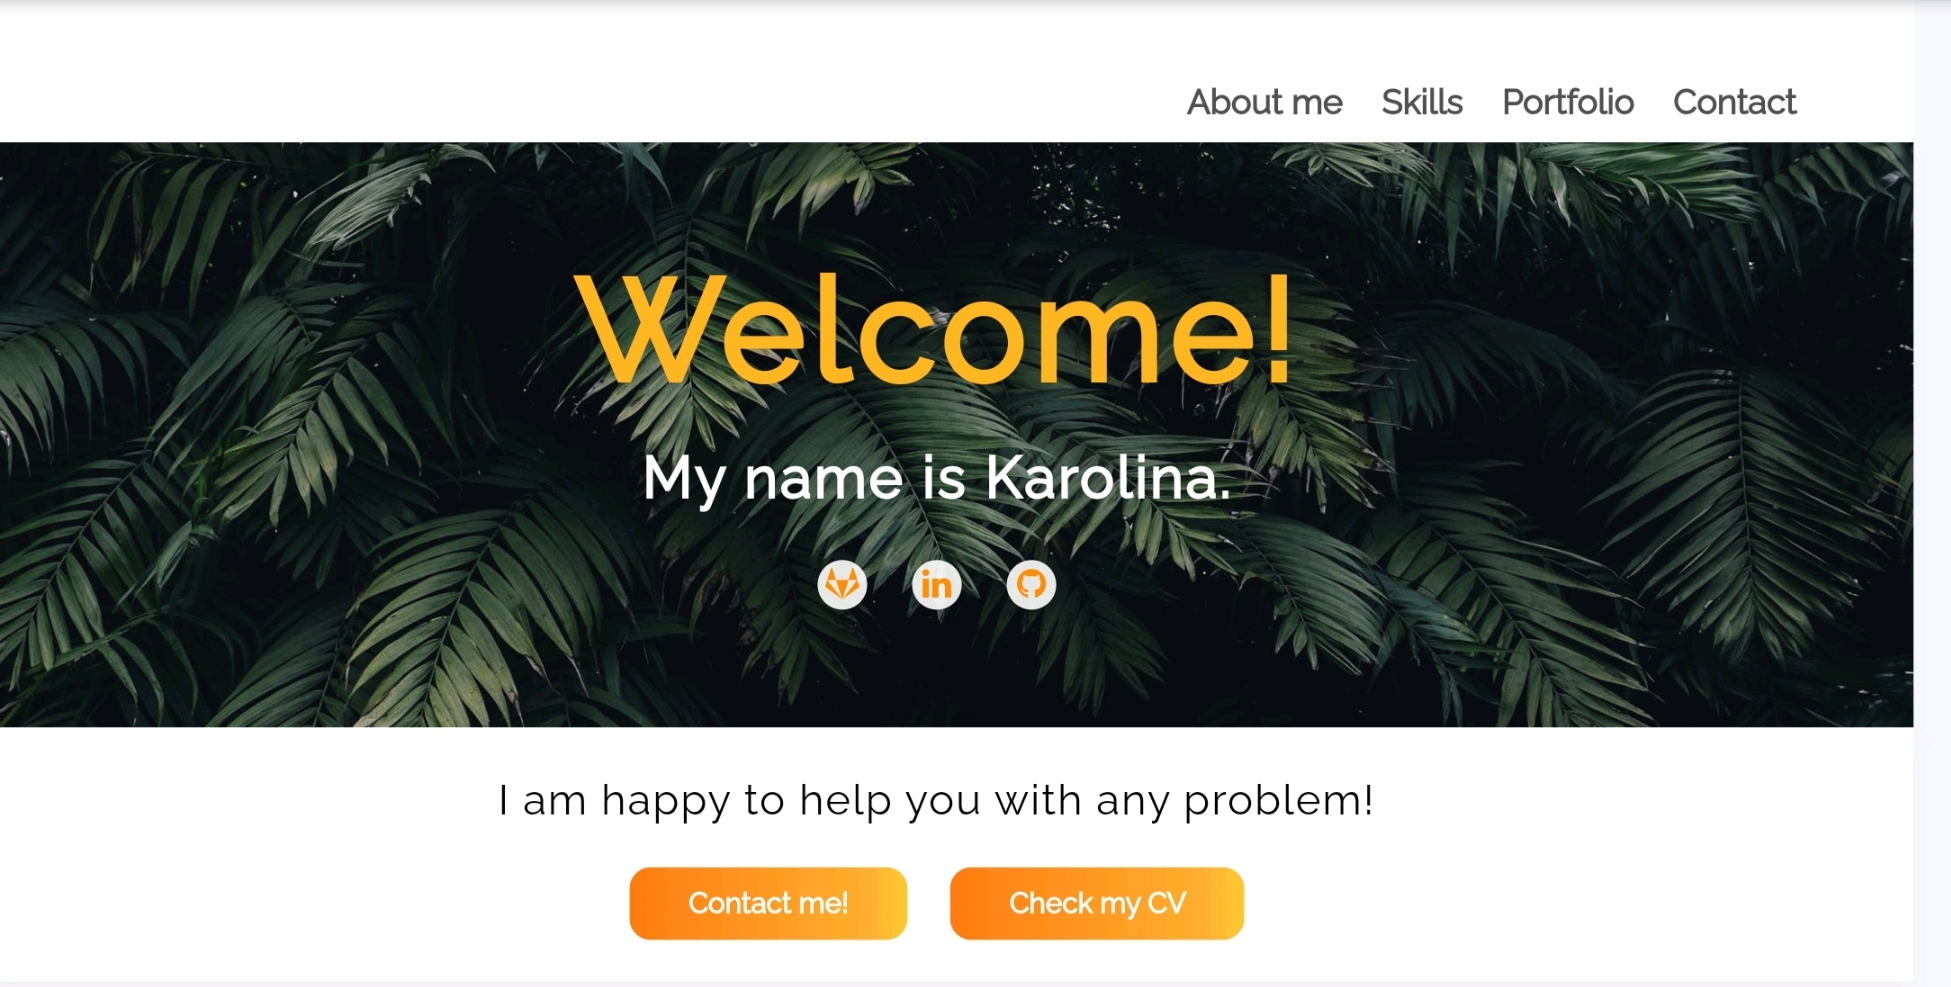 About me Skills Portfolio Contact
Welcome!
My name is Karolina.
in
I am happy to help you with any problem!
Contact me! Check my CV